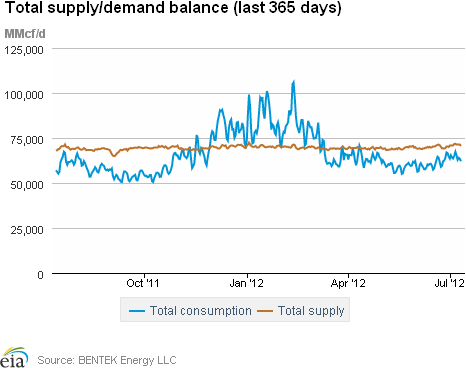 Total supply/demand balance (last 365 days)
MMcf/d
125,000
100,000
75,000
50,000
25,000
0
Oct '11
Jan '12
Apr '12
Jul '12
Total consumption
Total supply
eia
Source: BENTEK Energy LLC